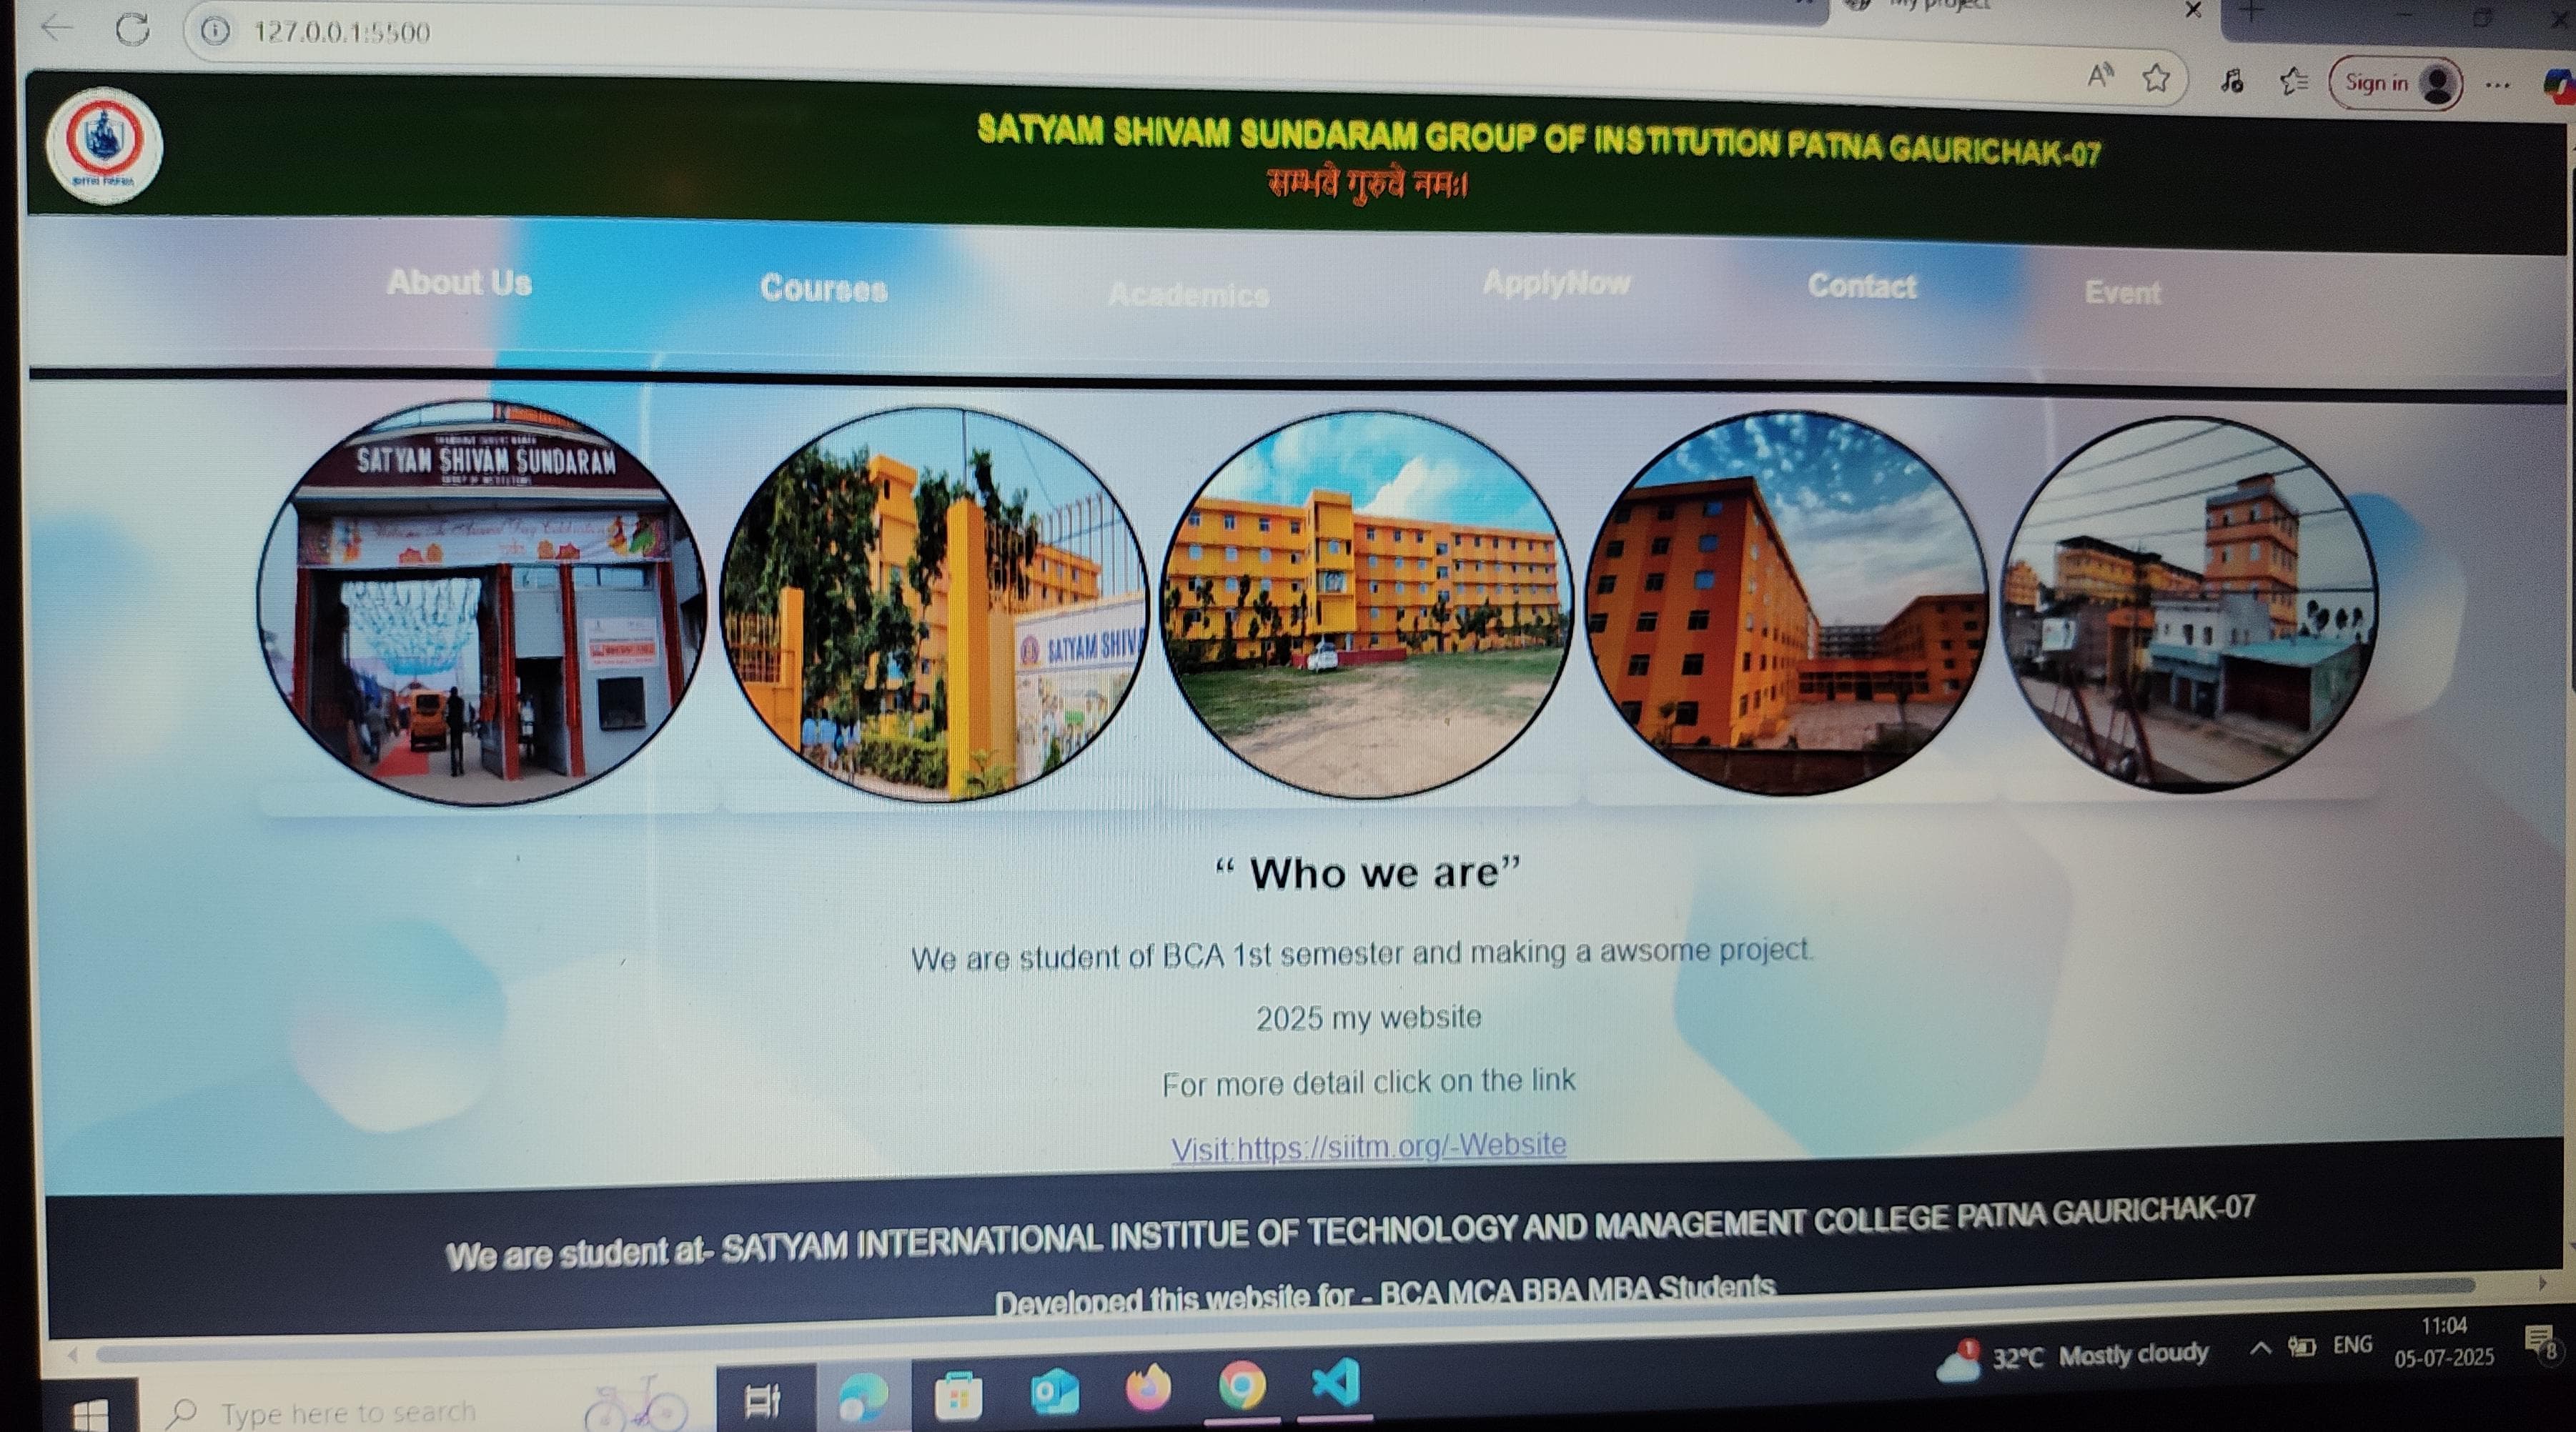 My project
127.0.0.1:5500
Sign in
SATYAM SHIVAM SUNDARAM GROUP OF INSTITUTION PATNA GAURICHAK-07
सम्भवे गुरुवे नमः।
About Us
Courses
Academics
ApplyNow
Contact
Event
SATYAM SHIVAM SUNDARAM
SATYAM SHIV
“ Who we are”
We are student of BCA 1st semester and making a awsome project.
2025 my website
For more detail click on the link
Visit:https://siitm.org/-Website
We are student at- SATYAM INTERNATIONAL INSTITUE OF TECHNOLOGY AND MANAGEMENT COLLEGE PATNA GAURICHAK-07
Developed this website for - BCA MCA BBA MBA Students
Type here to search
1
32°C Mostly cloudy
ENG
11:04
05-07-2025
8